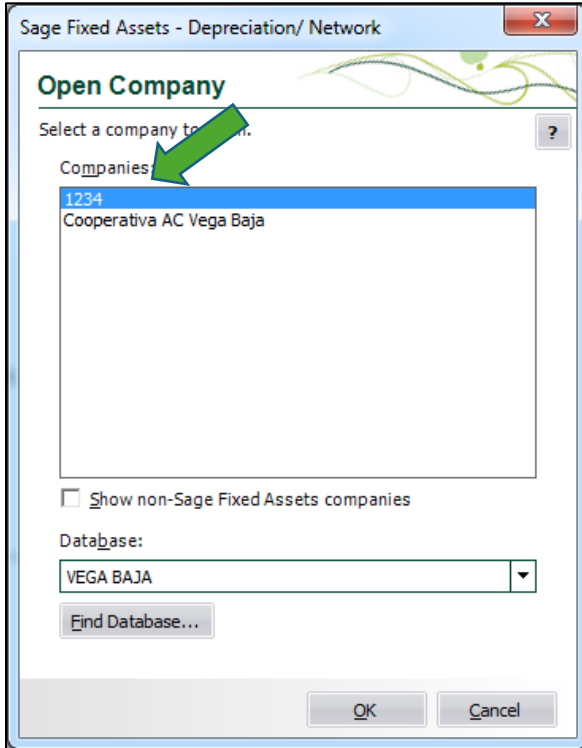 Sage Fixed Assets - Depreciation/ Network
X
Open Company
Select a company to n.
?
Companies:
1234
Cooperativa AC Vega Baja
Show non-Sage Fixed Assets companies
Database:
VEGA BAJA
Find Database...
OK
Cancel